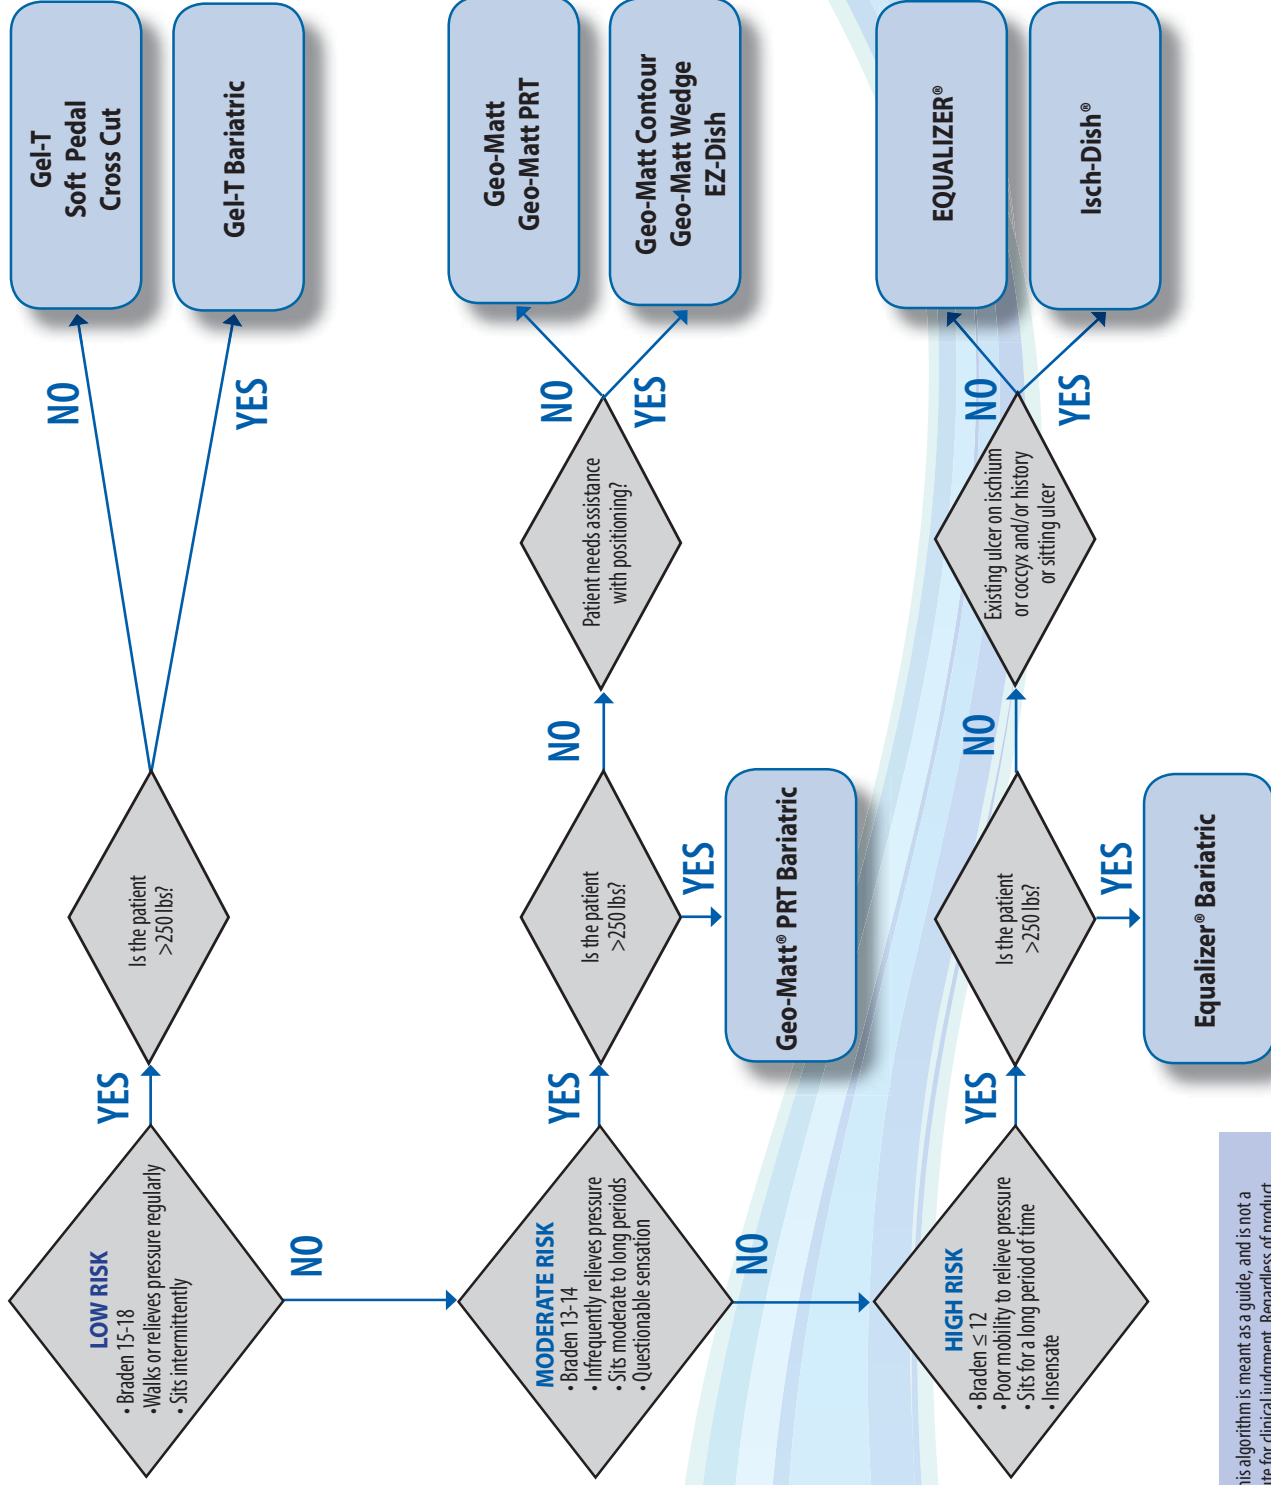 LOW RISK
• Braden 15-18
•Walks or relieves pressure regularly
• Sits intermittently
YES
NO
Is the patient
>250 lbs?
NO
YES
Gel-T
Soft Pedal
Cross Cut
Gel-T Bariatric
MODERATE RISK
• Braden 13-14
• Infrequently relieves pressure
• Sits moderate to long periods
• Questionable sensation
YES
NO
Is the patient
>250 lbs?
YES
NO
Geo-Matt® PRT Bariatric
Patient needs assistance
with positioning?
NO
YES
Geo-Matt
Geo-Matt PRT
Geo-Matt Contour
Geo-Matt Wedge
EZ-Dish
HIGH RISK
• Braden ≤ 12
• Poor mobility to relieve pressure
• Sits for a long period of time
• Insensate
YES
Is the patient
>250 lbs?
YES
NO
Equalizer® Bariatric
Existing ulcer on ischium
or coccyx and/or history
or sitting ulcer
NO
YES
EQUALIZER®
Isch-Dish®
algorithm is meant as a guide, and is not a
for clinical judgment. Regardless of product